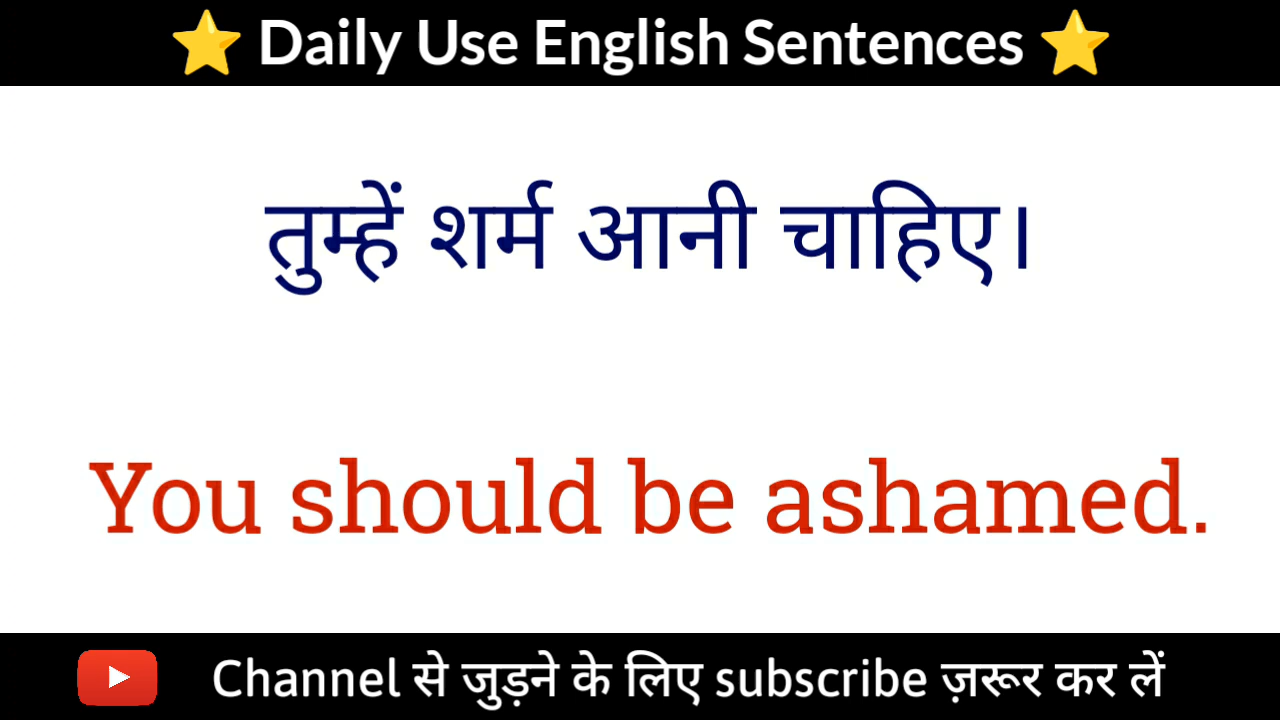 ⭐ Daily Use English Sentences ⭐
तुम्हें शर्म आनी चाहिए।
You should be ashamed.
Channel से जुड़ने के लिए subscribe ज़रूर कर लें